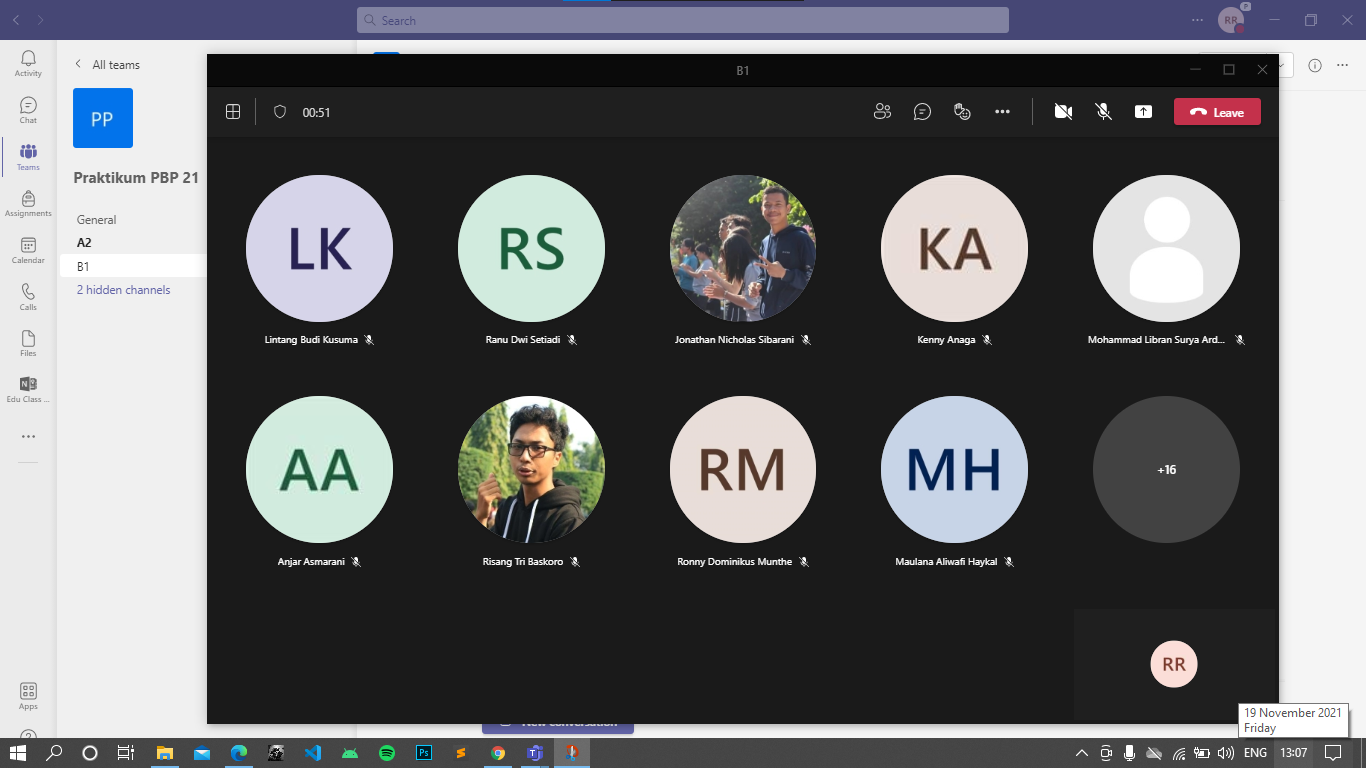 Search
RR
P
Activity
Chat
Teams
Assignments
Calendar
Calls
Files
Edu Class ...
Apps
All teams
PP
Praktikum PBP 21
General
A2
B1
2 hidden channels
B1
00:51
Leave
LK
RS
KA
Lintang Budi Kusuma
Ranu Dwi Setiadi
Jonathan Nicholas Sibarani
Kenny Anaga
Mohammad Libran Surya Ard...
AA
RM
MH
+16
Anjar Asmarani
Risang Tri Baskoro
Ronny Dominikus Munthe
Maulana Aliwafi Haykal
RR
New conversation
19 November 2021
Friday
Ps
ENG
13:07